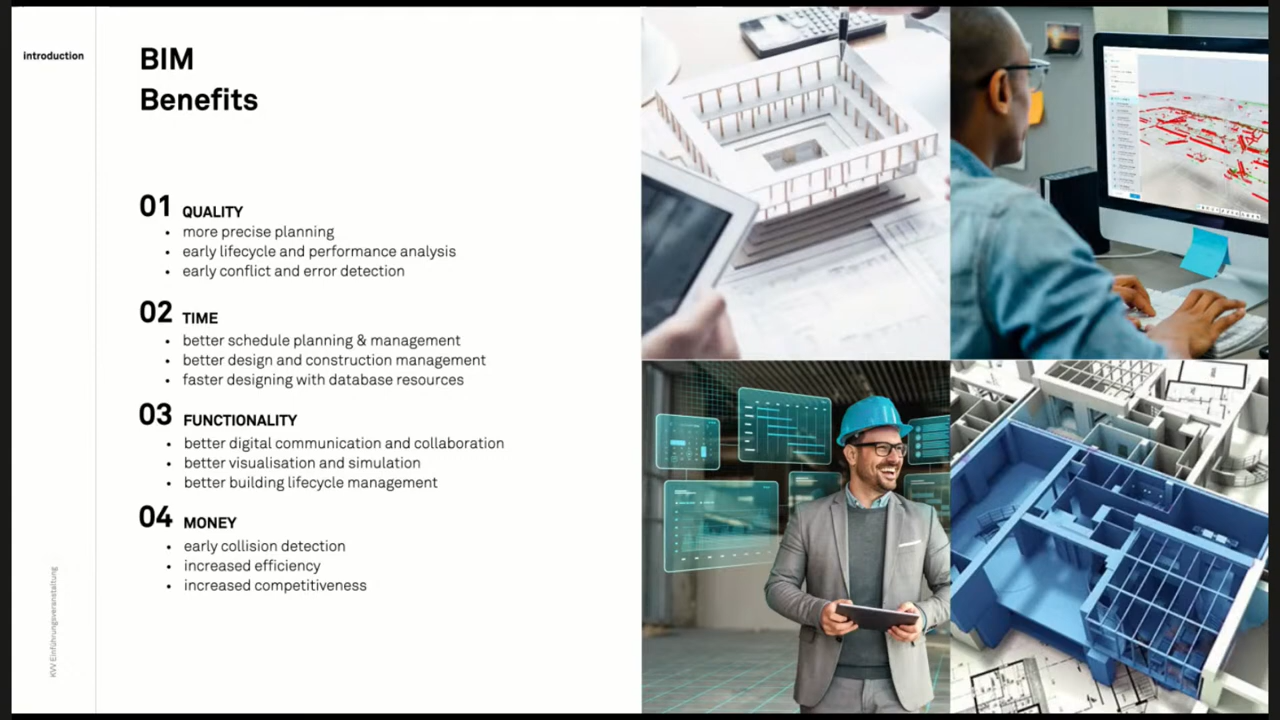 introduction
BIM
Benefits
01 QUALITY
• more precise planning
• early lifecycle and performance analysis
• early conflict and error detection
02 TIME
• better schedule planning & management
• better design and construction management
• faster designing with database resources
03 FUNCTIONALITY
• better digital communication and collaboration
• better visualisation and simulation
• better building lifecycle management
04 MONEY
• early collision detection
• increased efficiency
• increased competitiveness
KVV Einführungsveranstaltung